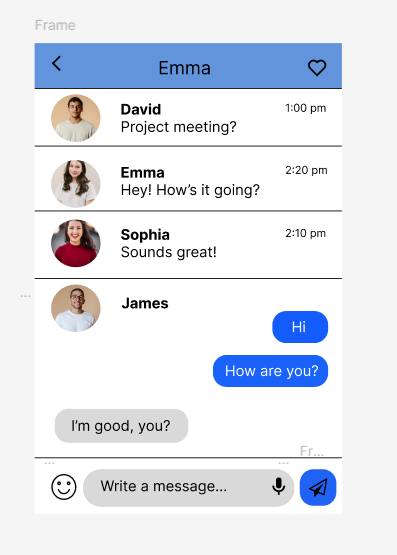 Frame
Emma
David
1:00 pm
Project meeting?
Emma
2:20 pm
Hey! How’s it going?
Sophia
2:10 pm
Sounds great!
James
Hi
How are you?
I’m good, you?
Fr...
Write a message...